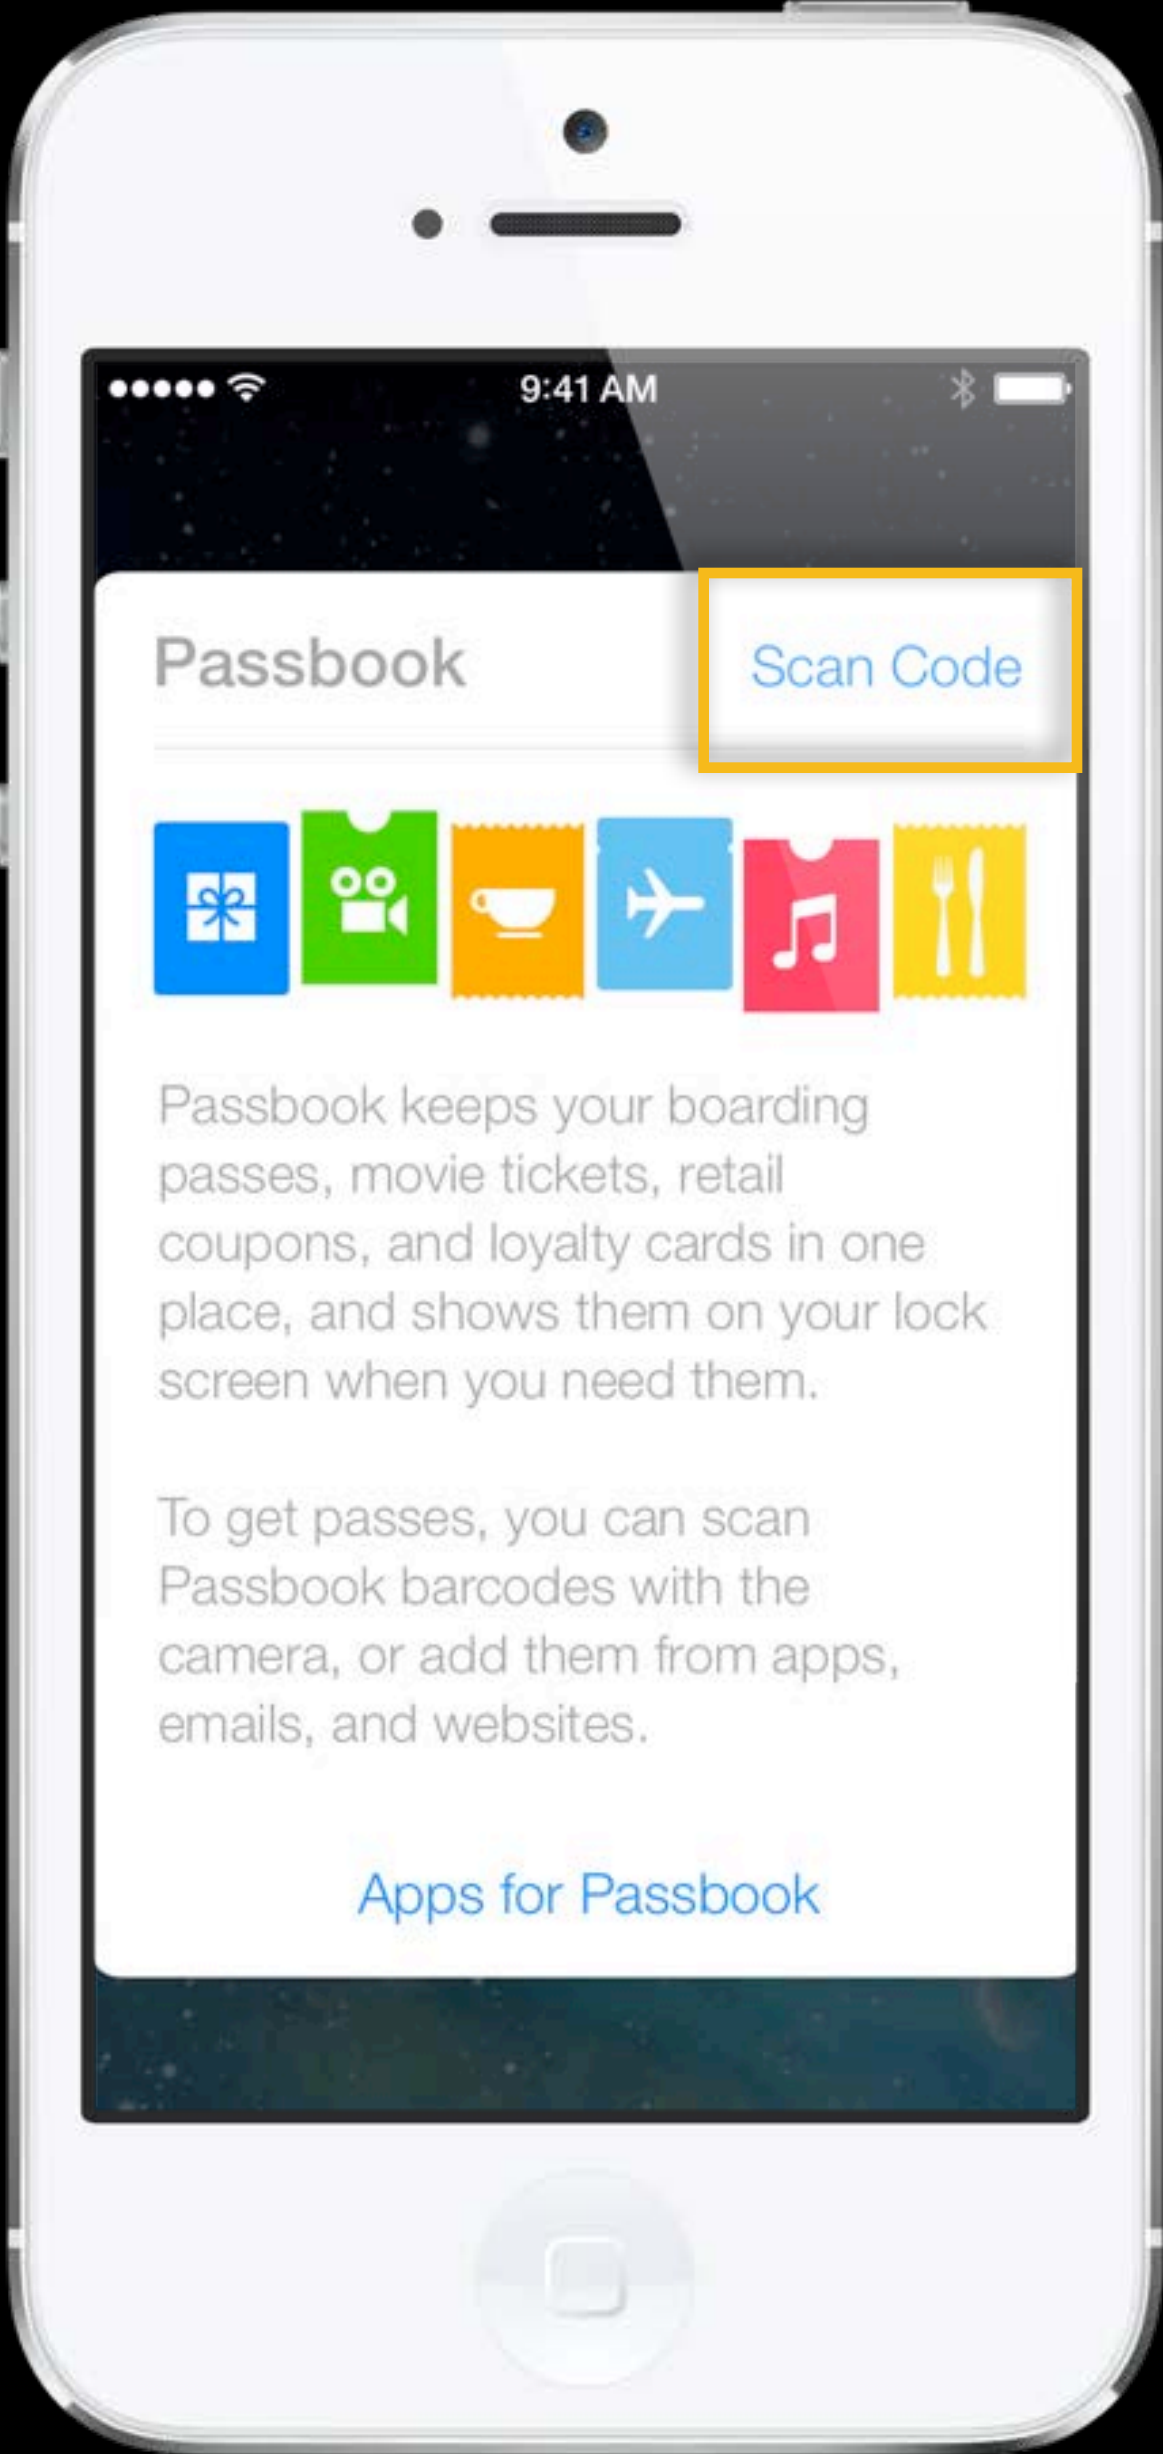 9:41 AM
Passbook
Scan Code
Passbook keeps your boarding
passes, movie tickets, retail
coupons, and loyalty cards in one
place, and shows them on your lock
screen when you need them.
To get passes, you can scan
Passbook barcodes with the
camera, or add them from apps,
emails, and websites.
Apps for Passbook